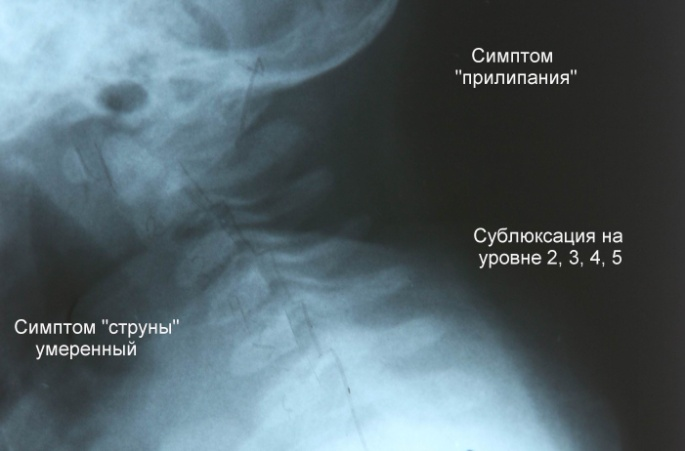 Симптом
"прилипания"
Сублюксация на
уровне 2, 3, 4, 5
Симптом "струны"
умеренный